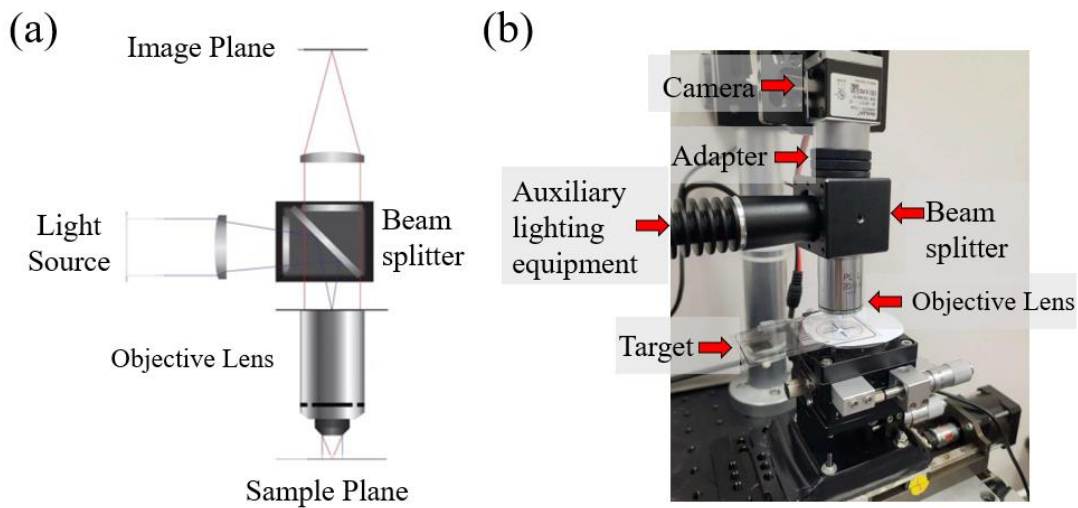 (a)
Image Plane
Light
Source
Beam
splitter
Objective Lens
Sample Plane
(b)
Camera
Adapter
Auxiliary
lighting
equipment
Beam
splitter
PL
Objective Lens
Target